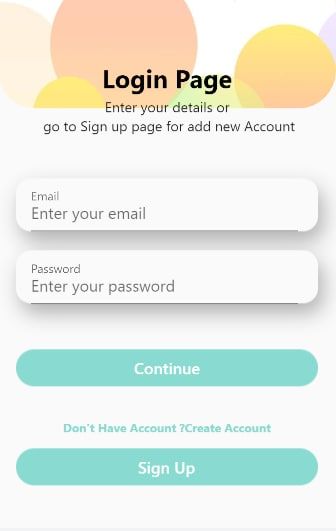 Login Page
Enter your details or
go to Sign up page for add new Account
Email
Enter your email
Password
Enter your password
Continue
Don't Have Account ?Create Account
Sign Up